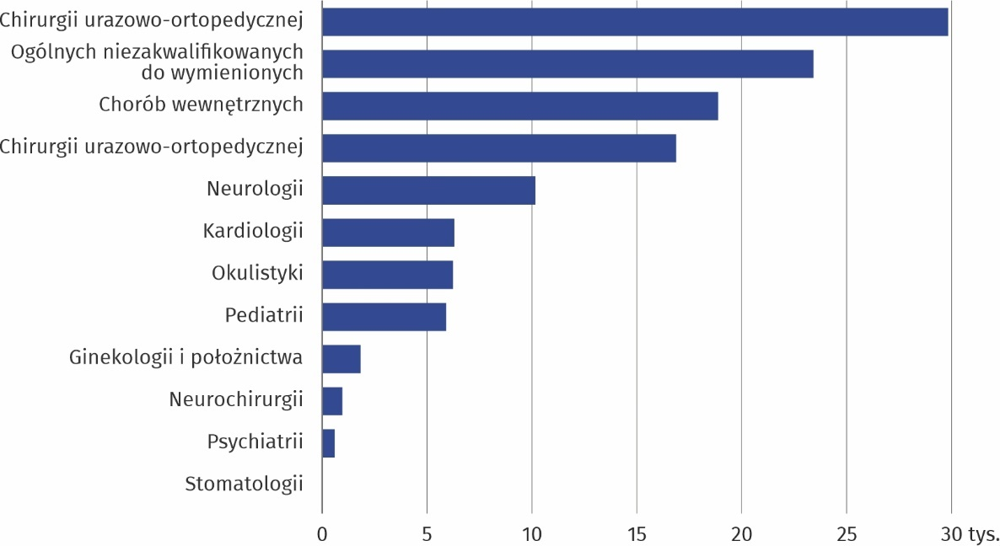 Chirurgii urazowo-ortopedycznej
Ogólnych niezakwalifikowanych
do wymienionych
Chorób wewnętrznych
Chirurgii urazowo-ortopedycznej
Neurologii
Kardiologii
Okulistyki
Pediatrii
Ginekologii i położnictwa
Neurochirurgii
Psychiatrii
Stomatologii
0 5 10 15 20 25 30 tys.